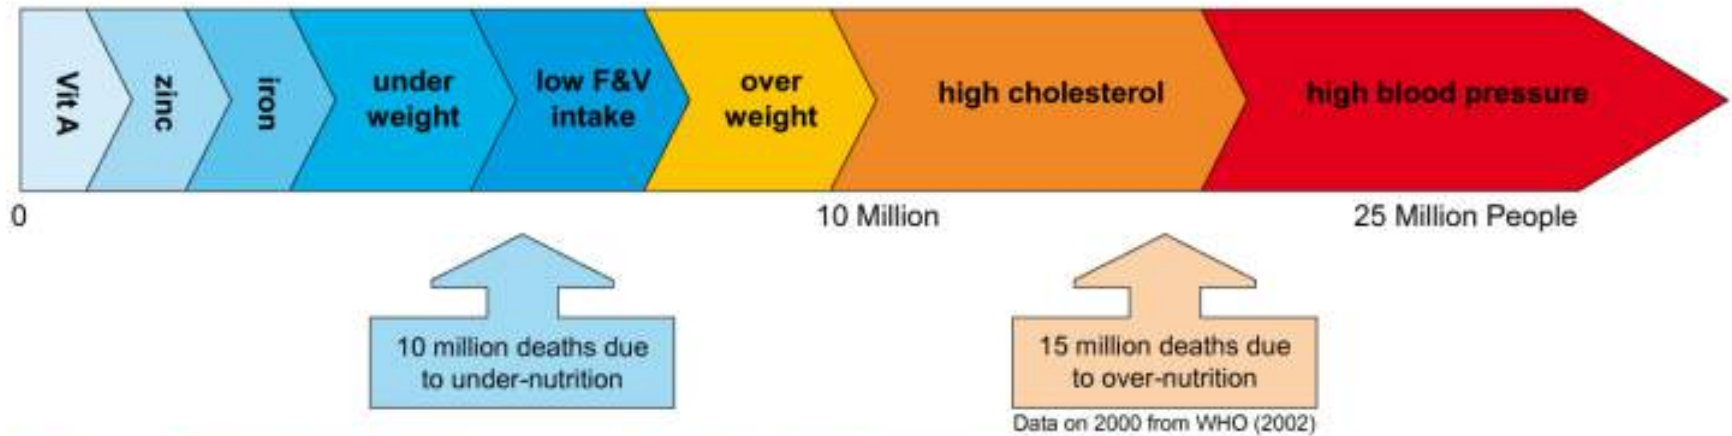 Vit A
zinc
iron
under
weight
low F&V
intake
over
weight
high cholesterol
high blood pressure
0
10 Million
25 Million People
10 million deaths due
to under-nutrition
15 million deaths due
to over-nutrition
Data on 2000 from WHO (2002)